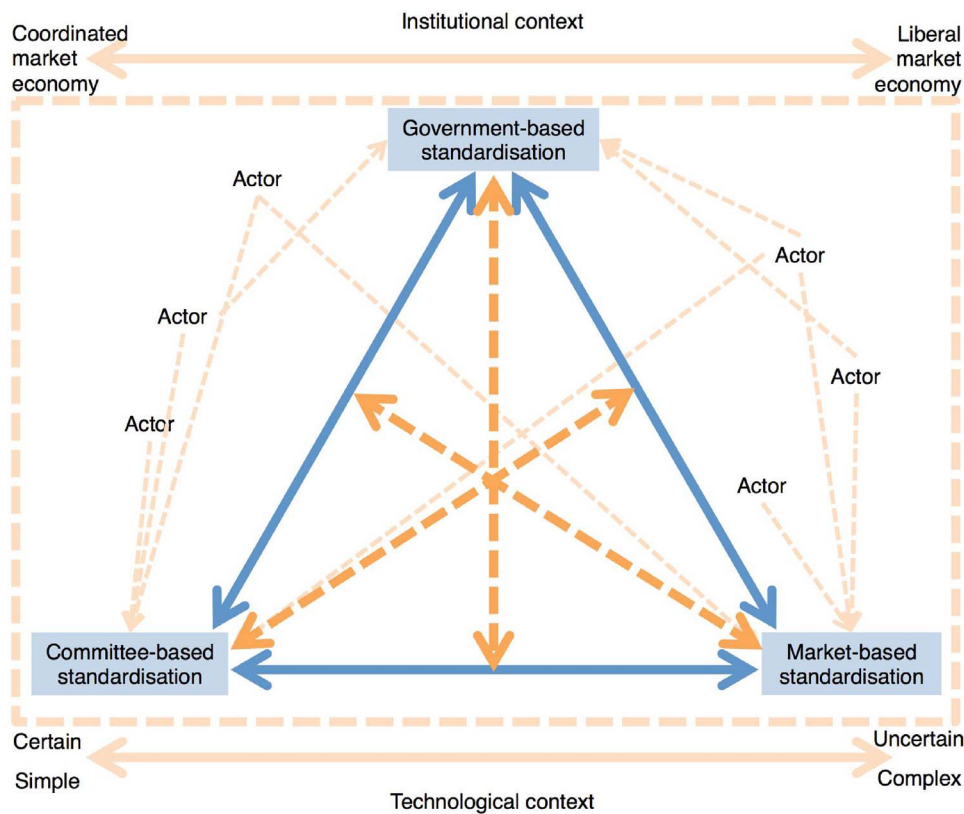 Institutional context
Coordinated
market
economy
Liberal
market
economy
Government-based
standardisation
Actor
Actor
Actor
Actor
Actor
Actor
Committee-based
standardisation
Market-based
standardisation
Certain
Simple
Uncertain
Complex
Technological context